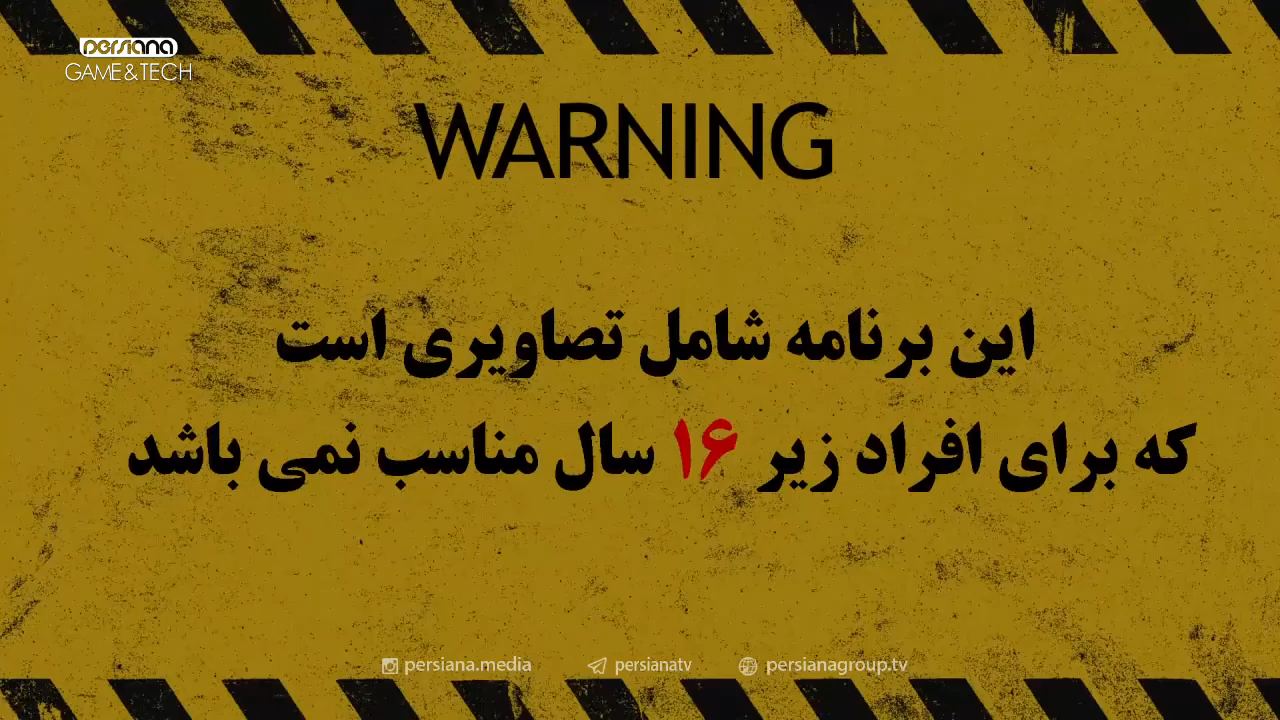 persiana
GAME&TECH
WARNING
این برنامه شامل تصاویری است
که برای افراد زیر ۱۶ سال مناسب نمی باشد
persiana.media persianatv persianagroup.tv